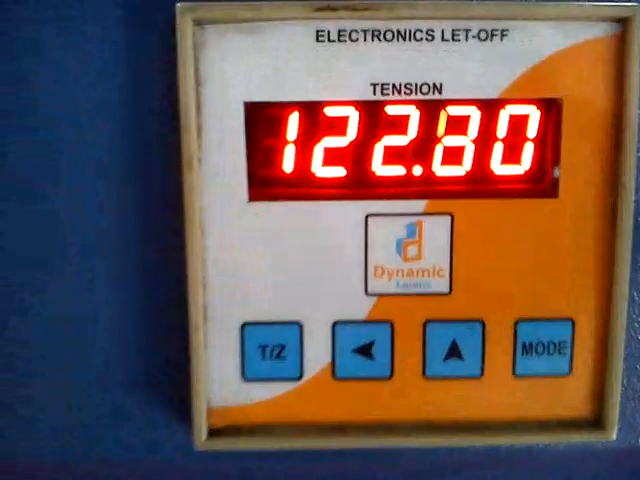 ELECTRONICS LET-OFF
TENSION
122.80
Dynamic
T/Z
MODE